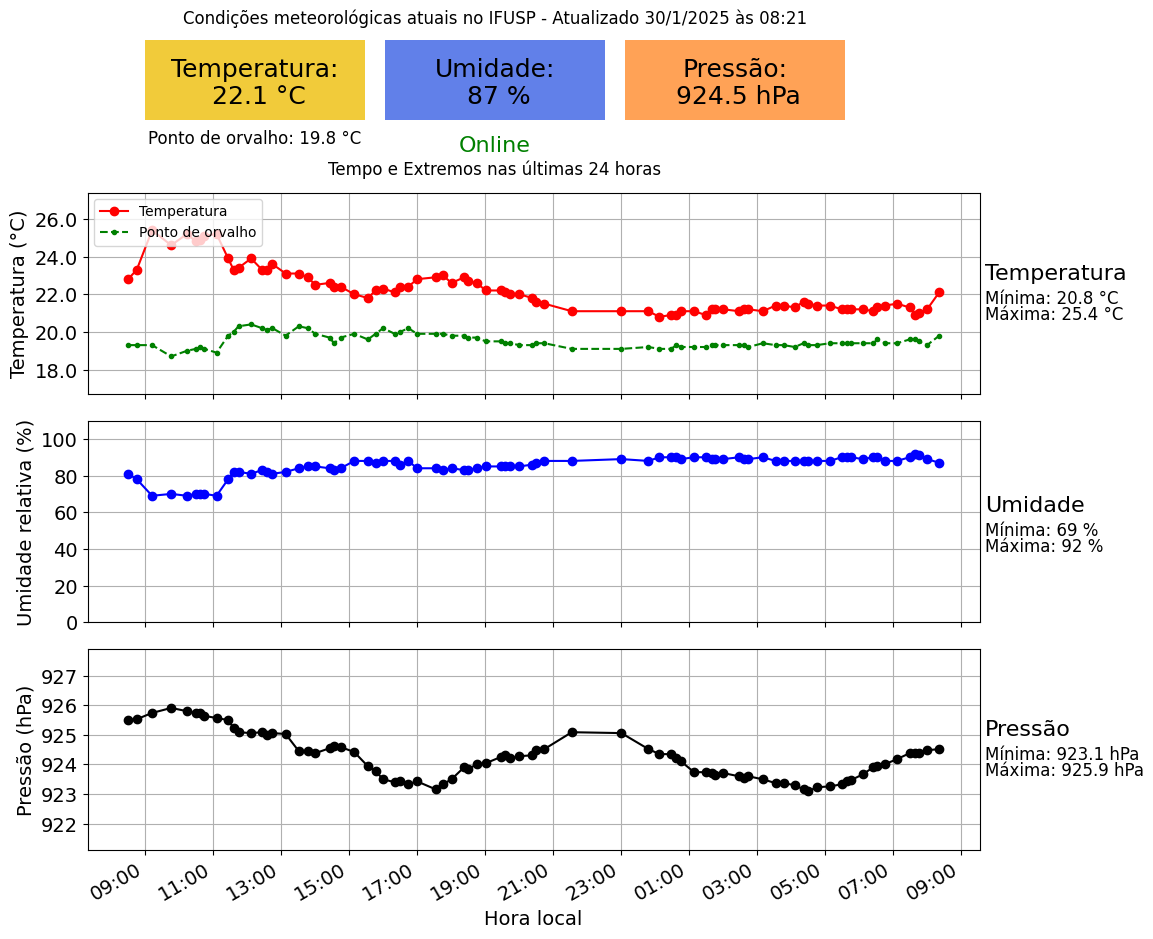 Condições meteorológicas atuais no IFUSP - Atualizado 30/1/2025 às 08:21
Temperatura:
22.1 °C
Umidade:
87 %
Pressão:
924.5 hPa
Ponto de orvalho: 19.8 °C
Online
Tempo e Extremos nas últimas 24 horas
Temperatura (°C)
26.0
24.0
22.0
20.0
18.0
Temperatura
Ponto de orvalho
Temperatura
Mínima: 20.8 °C
Máxima: 25.4 °C
Umidade relativa (%)
100
80
60
40
20
0
Umidade
Mínima: 69 %
Máxima: 92 %
Pressão (hPa)
927
926
925
924
923
922
Pressão
Mínima: 923.1 hPa
Máxima: 925.9 hPa
09:00 11:00 13:00 15:00 17:00 19:00 21:00 23:00 01:00 03:00 05:00 07:00 09:00
Hora local